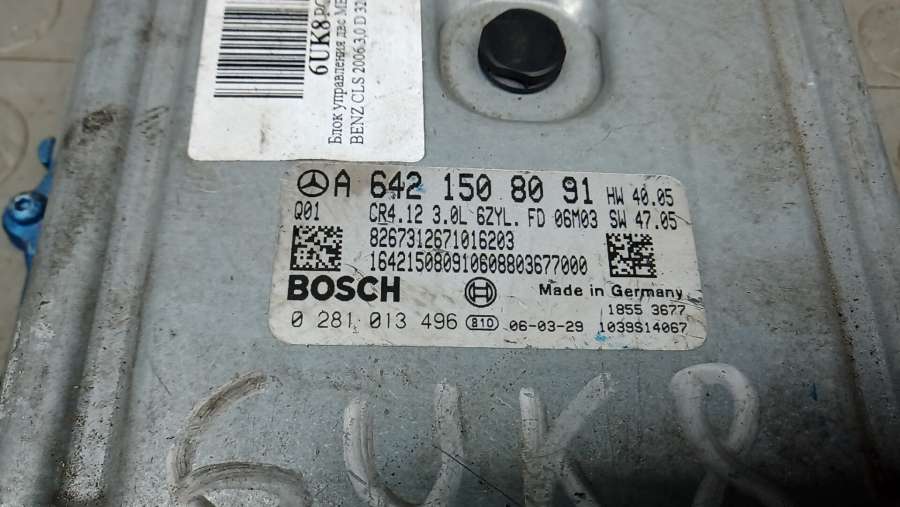 6UK8
Блок управления двс
BENZ CLS 2006 3,0 D
A 642 150 80 91 HW 40.05
Q01 CR4.12 3.0L 6ZYL. FD 06M03 SW 47.05
8267312671016203
164215080910608803677000
BOSCH Made in Germany
0 281 013 496 810 06-03-29
1855 3677
1039S14067
6UK8